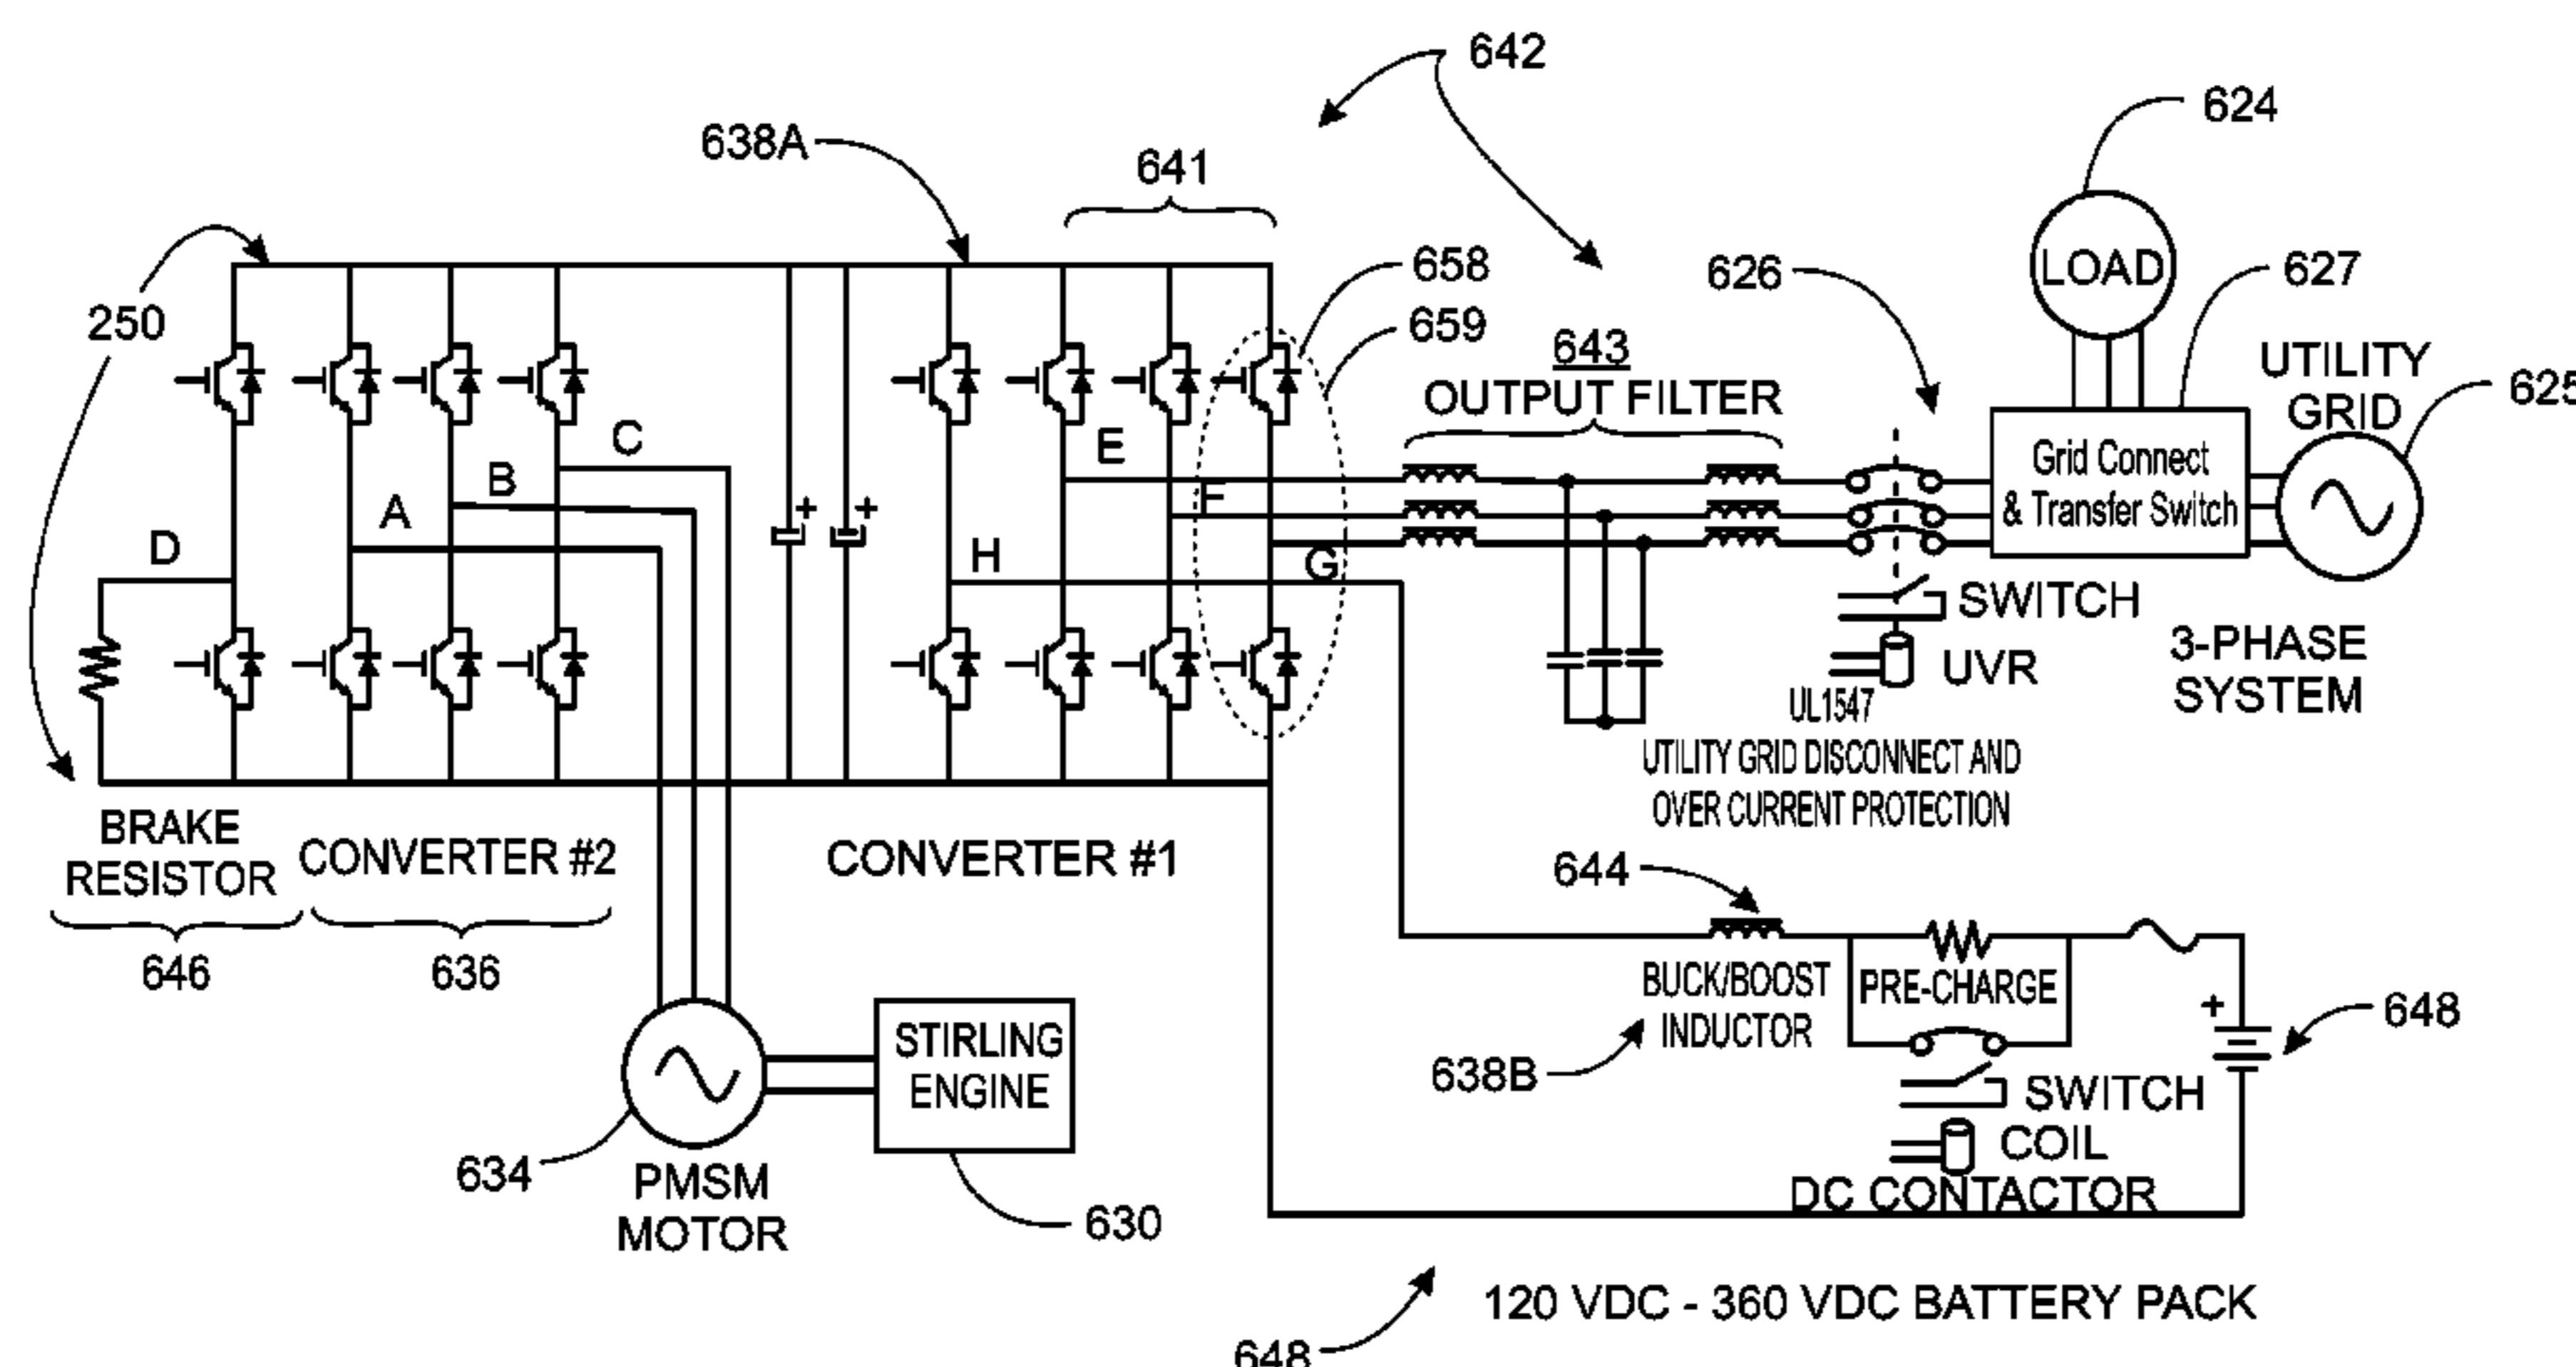 642
624
638A
641
658
626
627
250
659
643
OUTPUT FILTER
LOAD
UTILITY
GRID
625
Grid Connect
& Transfer Switch
C
E
B
A
F
+
+
D
H
G
SWITCH
UVR
3-PHASE
SYSTEM
UL1547
UTILITY GRID DISCONNECT AND
OVER CURRENT PROTECTION
BRAKE
RESISTOR
CONVERTER #2
CONVERTER #1
644
646
636
BUCK/BOOST
INDUCTOR
PRE-CHARGE
+
648
STIRLING
ENGINE
638B
SWITCH
COIL
DC CONTACTOR
634
PMSM
MOTOR
630
120 VDC - 360 VDC BATTERY PACK
648